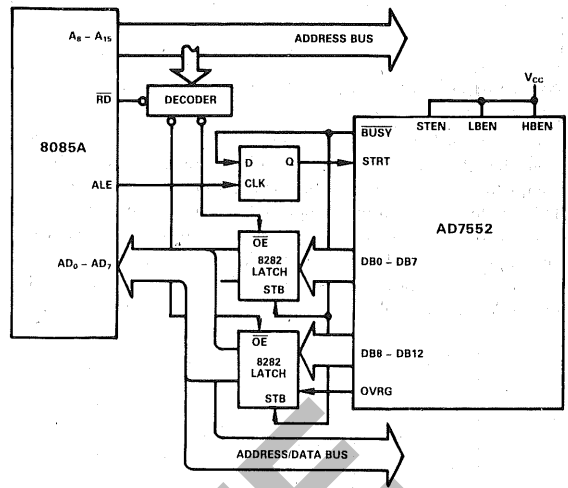 A8 – A15
ADDRESS BUS
RD
DECODER
VCC
8085A
BUSY
STEN
LBEN
HBEN
D
Q
STRT
ALE
CLK
AD7552
OE
AD0 – AD7
8282
LATCH
DB0 – DB7
STB
OE
8282
LATCH
DB8 – DB12
OVRG
STB
ADDRESS/DATA BUS